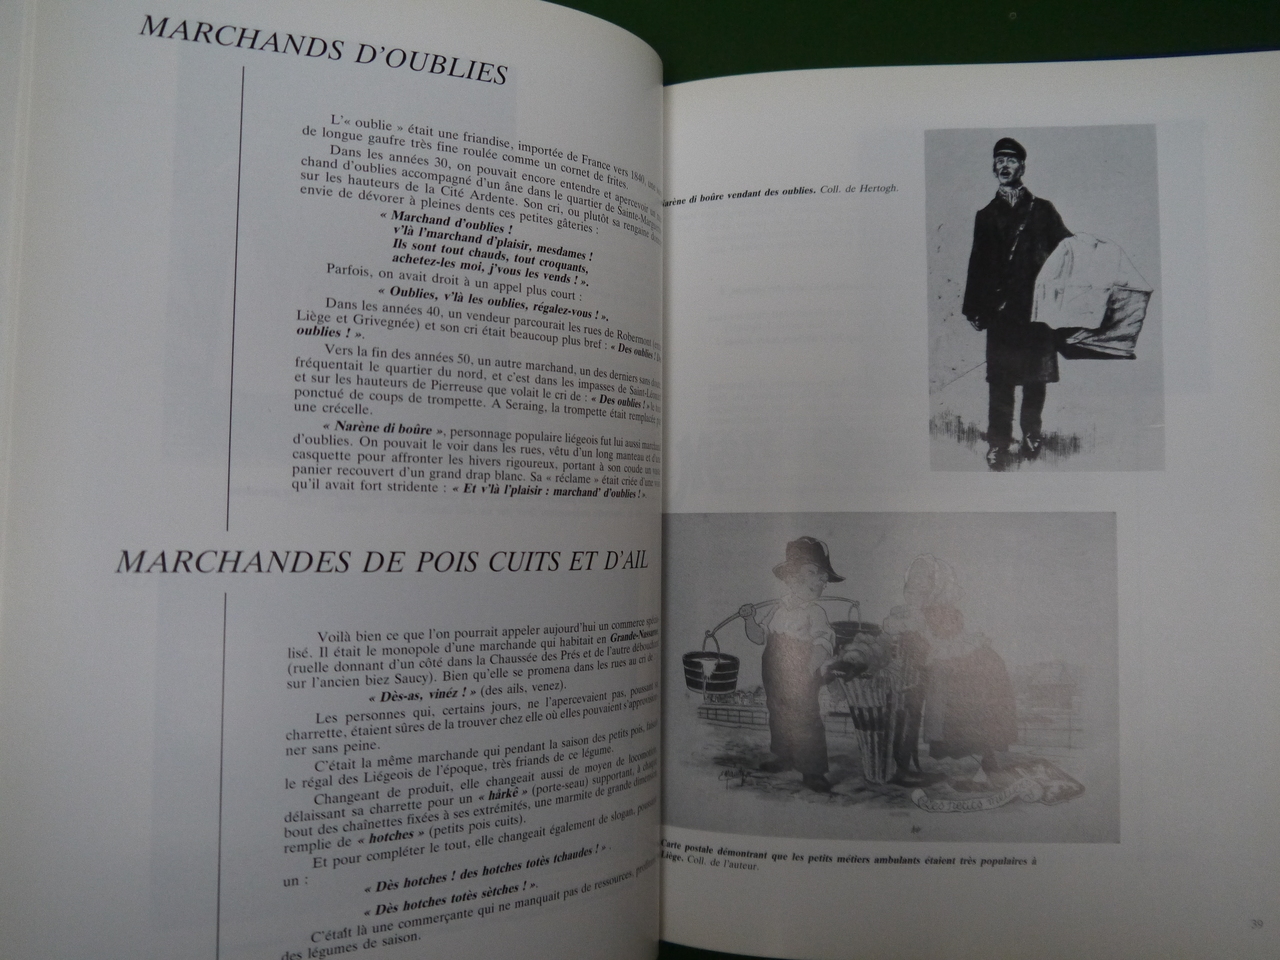 MARCHANDS D'OUBLIES
L'« oublie » était une friandise, importée de France vers 1840, une
de longue gaufre très fine roulée comme un cornet de frites.
Dans les années 30, on pouvait encore entendre et apercevoir un
chand d'oublies accompagné d'un âne dans le quartier de Sainte-Marguerite
sur les hauteurs de la Cité Ardente. Son cri, ou plutôt sa rengaine
envie de dévorer à pleines dents ces petites gâteries :
« Marchand d'oublies !
v'là l'marchand d'plaisir, mesdames !
Ils sont tout chauds, tout croquants,
achetez-les moi, j'vous les vends ! ».
Parfois, on avait droit à un appel plus court :
« Oublies, v'là les oublies, régalez-vous ! ».
Dans les années 40, un vendeur parcourait les rues de Robermont
Liège et Grivegnée) et son cri était beaucoup plus bref : « Des oublies !
oublies ! ».
Vers la fin des années 50, un autre marchand, un des derniers sans
fréquentait le quartier du nord, et c'est dans les impasses de Saint-Léonard
et sur les hauteurs de Pierreuse que volait le cri de : « Des oublies ! »
ponctué de coups de trompette. A Seraing, la trompette était remplacée
une crécelle.
« Narène di boûre », personnage populaire liégeois fut lui aussi marchand
d'oublies. On pouvait le voir dans les rues, vêtu d'un long manteau et d'une
casquette pour affronter les hivers rigoureux, portant à son coude un
panier recouvert d'un grand drap blanc. Sa « réclame » était criée d'une
qu'il avait fort stridente : « Et v'là l'plaisir : marchand' d'oublies ! ».
MARCHANDES DE POIS CUITS ET D'AIL
Voilà bien ce que l'on pourrait appeler aujourd'hui un commerce
lisé. Il était le monopole d'une marchande qui habitait en Grande-Nassarue
(ruelle donnant d'un côté dans la Chaussée des Prés et de l'autre débouchant
sur l'ancien biez Saucy). Bien qu'elle se promena dans les rues au cri de
« Dès-as, vinéz ! » (des ails, venez).
Les personnes qui, certains jours, ne l'apercevaient pas, poussant sa
charrette, étaient sûres de la trouver chez elle où elles pouvaient s'approvision-
ner sans peine.
C'était la même marchande qui pendant la saison des petits pois, faisait
le régal des Liégeois de l'époque, très friands de ce légume.
Changeant de produit, elle changeait aussi de moyen de locomotion
délaissant sa charrette pour un « hârkê » (porte-seau) supportant, à chaque
bout des chaînettes fixées à ses extrémités, une marmite de grande dimension
remplie de « hotches » (petits pois cuits).
Et pour compléter le tout, elle changeait également de slogan, poussant
un :
« Dès hotches ! des hotches totès tchaudes ! » .
« Dès hotches totès sètches ! ».
C'était là une commerçante qui ne manquait pas de ressources,
des légumes de saison.
Narène di boûre vendant des oublies. Coll. de Hertogh.
Carte postale démontrant que les petits métiers ambulants étaient très populaires à
Liège. Coll. de l'auteur.
39